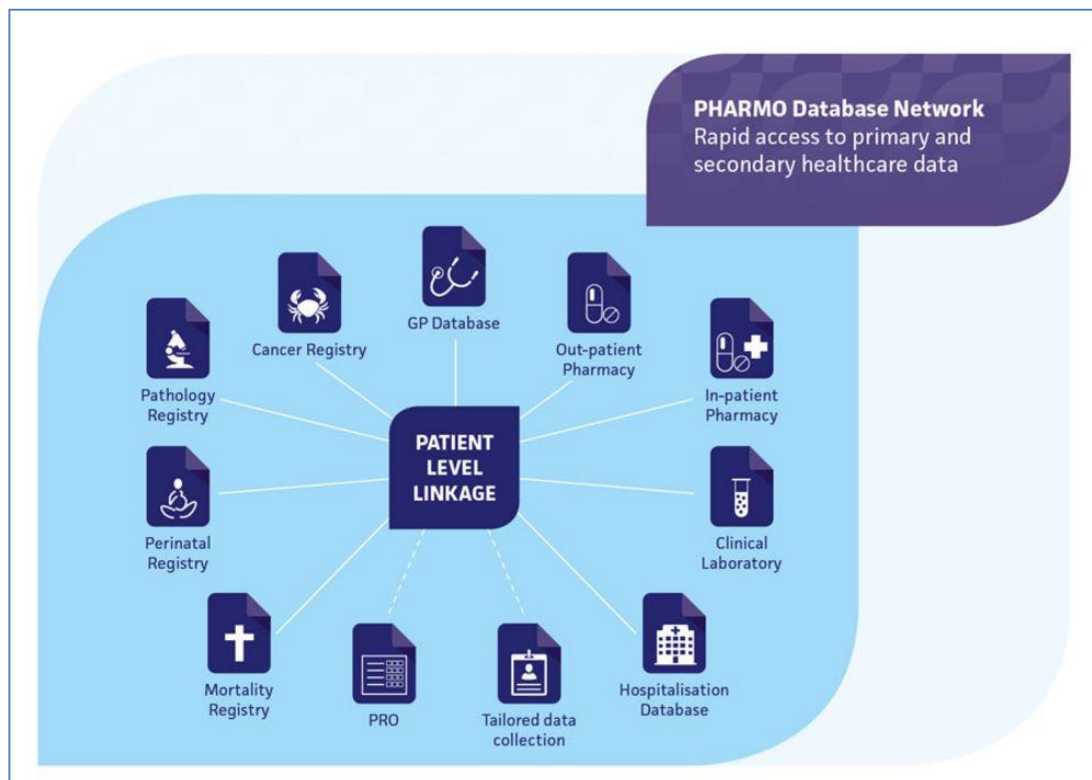 PHARMO Database Network
Rapid access to primary and
secondary healthcare data
GP Database
Cancer Registry
Out-patient
Pharmacy
Pathology
Registry
In-patient
Pharmacy
PATIENT
LEVEL
LINKAGE
Perinatal
Registry
Clinical
Laboratory
Mortality
Registry
PRO
Tailored data
collection
Hospitalisation
Database